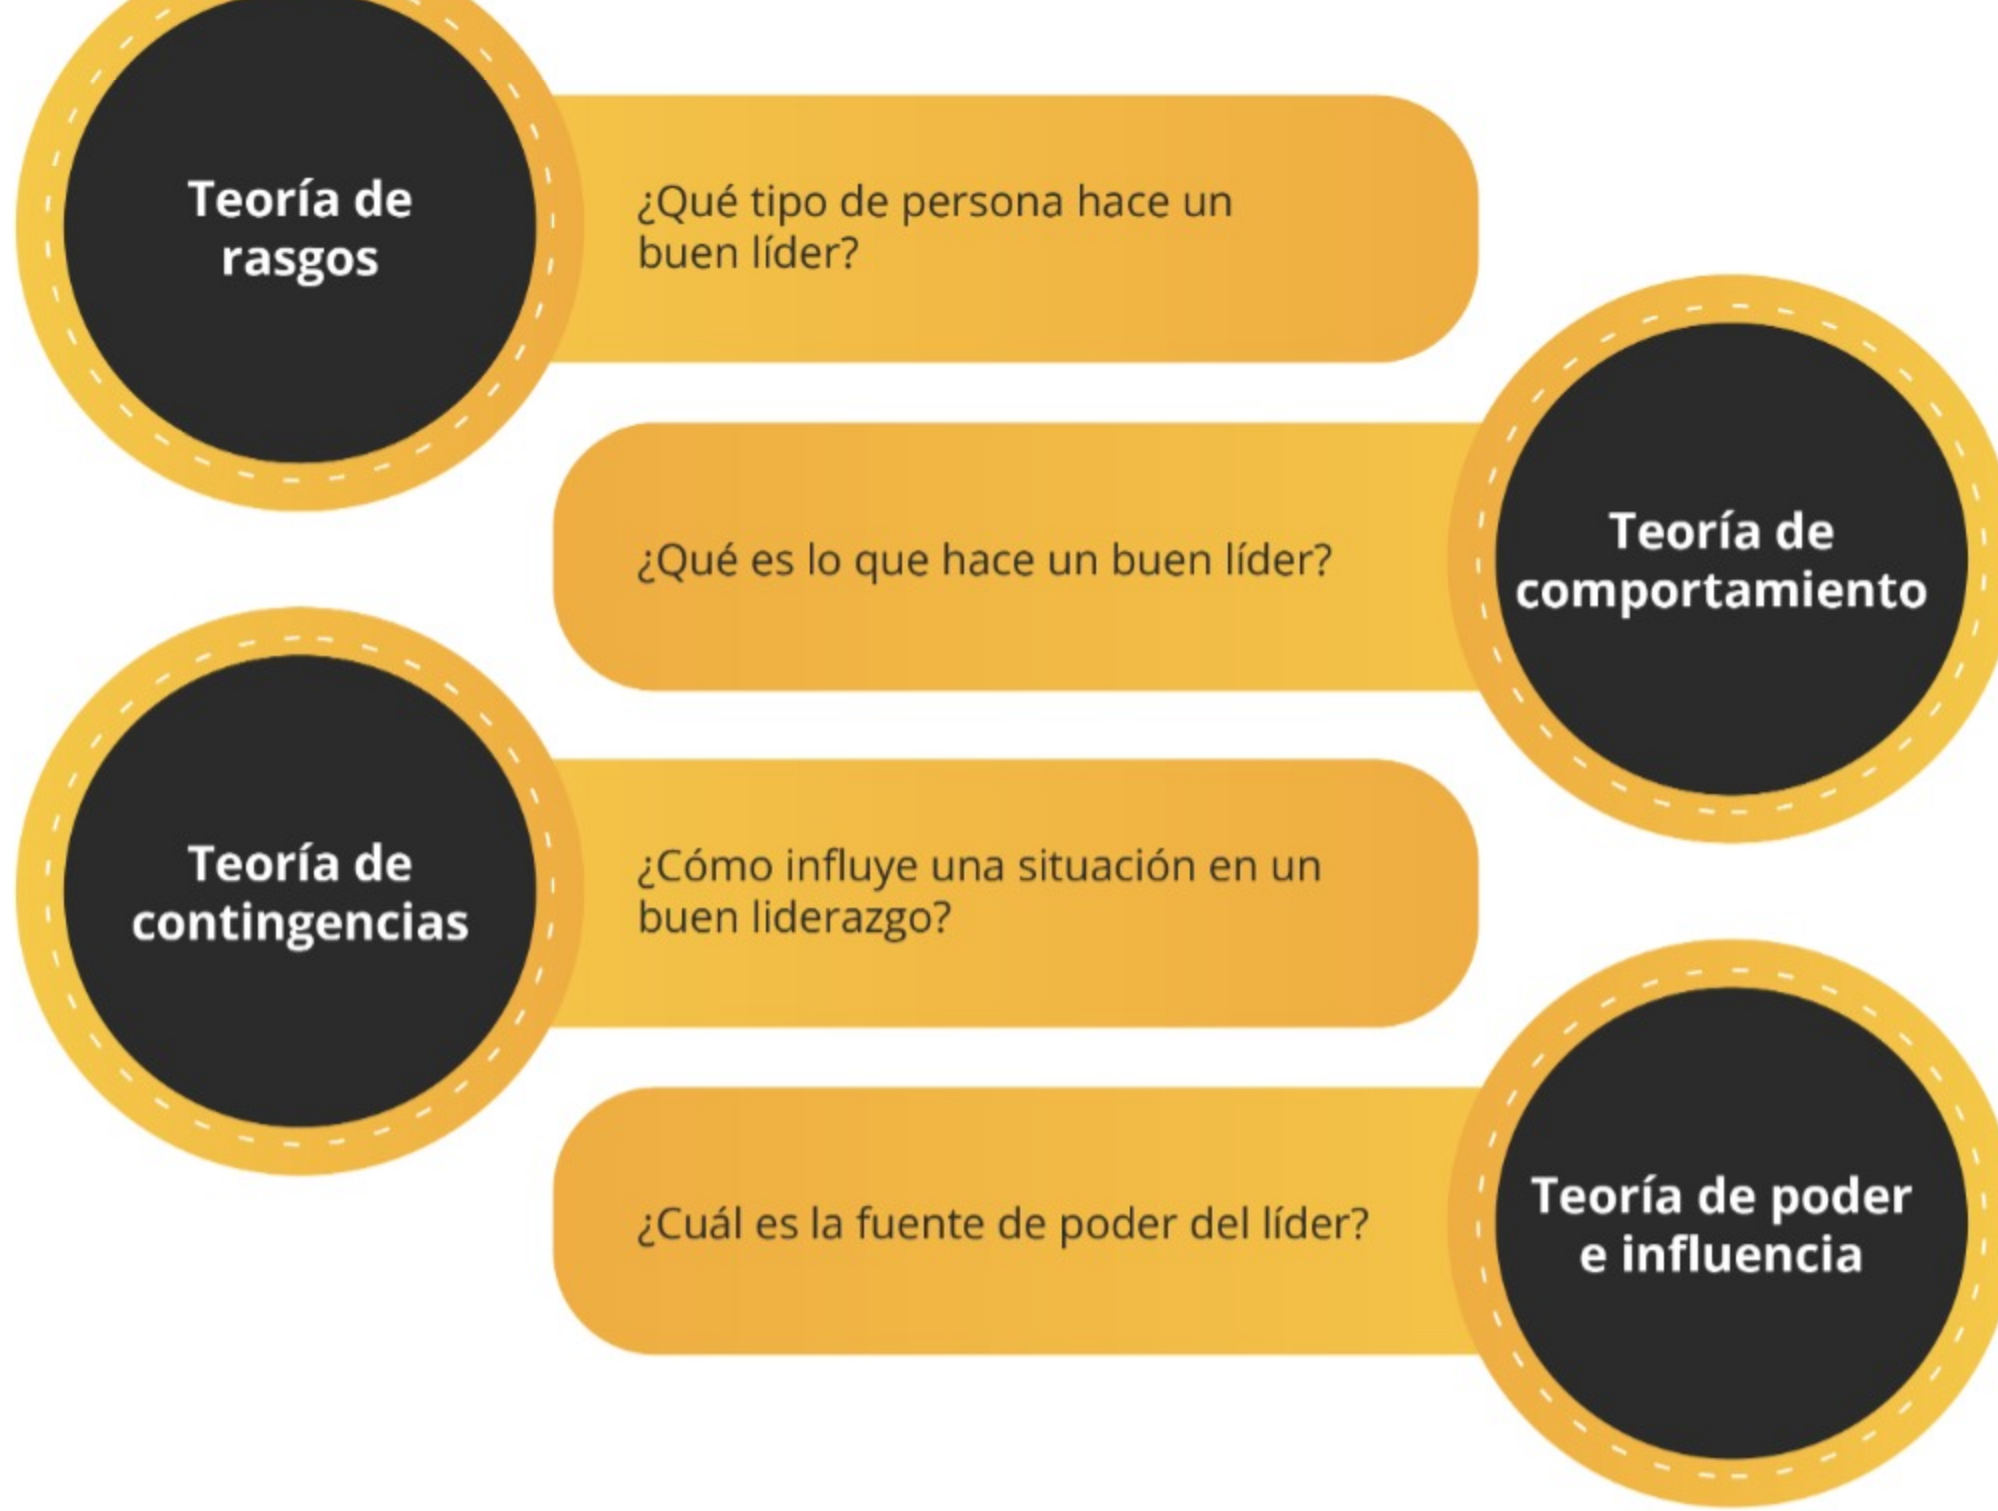 Teoría de
rasgos
¿Qué tipo de persona hace un
buen líder?
¿Qué es lo que hace un buen líder?
Teoría de
comportamiento
Teoría de
contingencias
¿Cómo influye una situación en un
buen liderazgo?
¿Cuál es la fuente de poder del líder?
Teoría de poder
e influencia